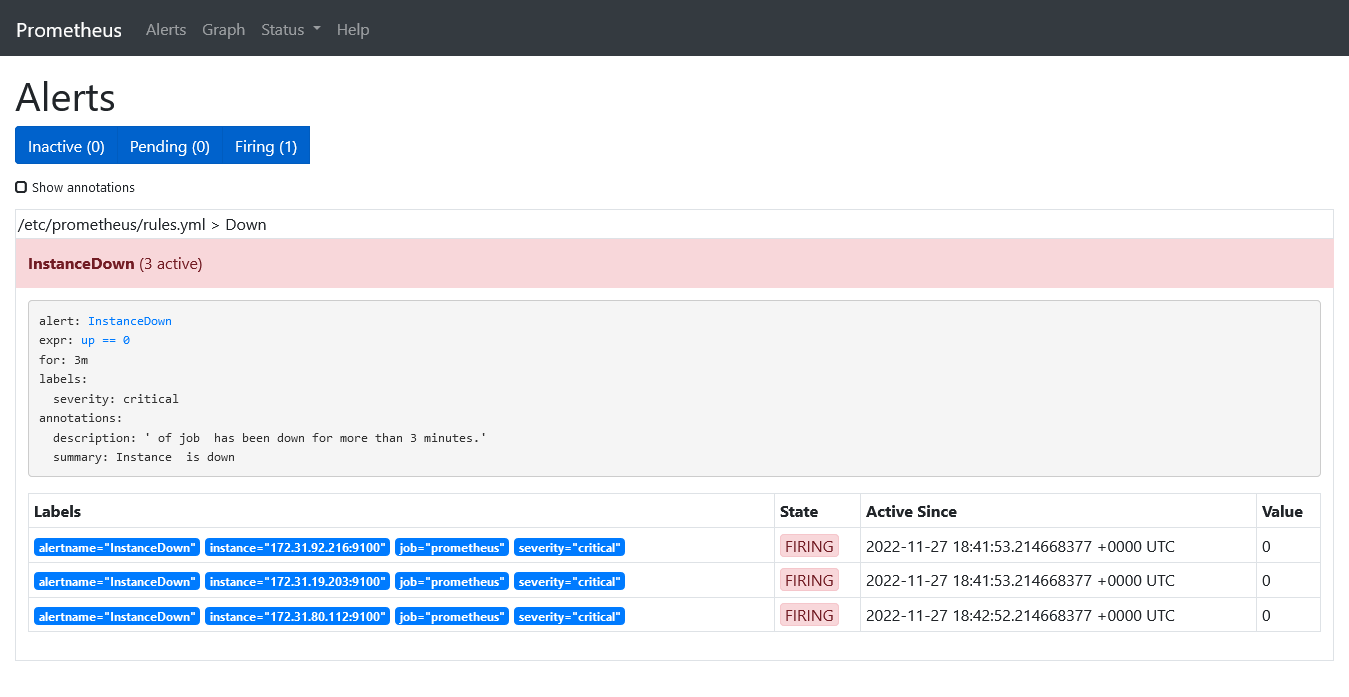 Prometheus Alerts Graph Status Help
Alerts
Inactive (0) Pending (0) Firing (1)
Show annotations
/etc/prometheus/rules.yml > Down
InstanceDown (3 active)
alert: InstanceDown
expr: up == 0
for: 3m
labels:
  severity: critical
annotations:
  description: ' of job  has been down for more than 3 minutes.'
  summary: Instance  is down
Labels State Active Since Value
alertname="InstanceDown" instance="172.31.92.216:9100" job="prometheus" severity="critical" FIRING 2022-11-27 18:41:53.214668377 +0000 UTC 0
alertname="InstanceDown" instance="172.31.19.203:9100" job="prometheus" severity="critical" FIRING 2022-11-27 18:41:53.214668377 +0000 UTC 0
alertname="InstanceDown" instance="172.31.80.112:9100" job="prometheus" severity="critical" FIRING 2022-11-27 18:42:52.214668377 +0000 UTC 0